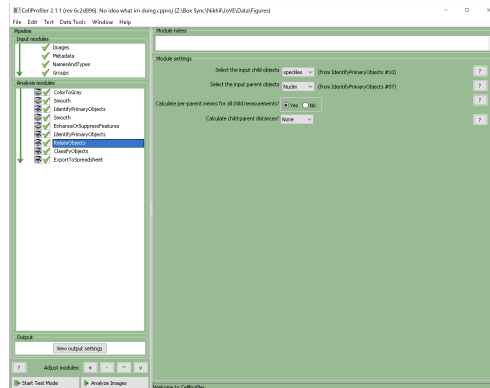 CellProfiler 2.1.1 (rev 6c2d896): No idea what im doing.cpproj (Z:\Box Sync\Nikhil\JoVE\Data\Figures)
File Edit Test Data Tools Window Help
Pipeline
Input modules
Images
Metadata
NamesAndTypes
Groups
Analysis modules
ColorToGray
Smooth
IdentifyPrimaryObjects
Smooth
EnhanceOrSuppressFeatures
IdentifyPrimaryObjects
RelateObjects
ClassifyObjects
ExportToSpreadsheet
Output
View output settings
? Adjust modules: + - ^ v
Start Test Mode Analyze Images
Module notes
Module settings
Select the input child objects speckles (from IdentifyPrimaryObjects #10) ?
Select the input parent objects Nuclei (from IdentifyPrimaryObjects #07) ?
Calculate per-parent means for all child measurements? Yes No ?
Calculate child-parent distances? None ?
Welcome to CellProfiler